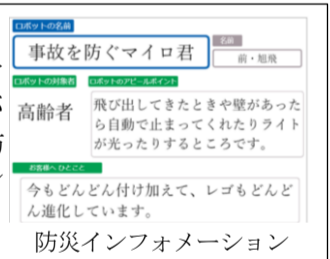 ロボットの名前
事故を防ぐマイロ君
名前
前・旭飛
ロボットの対象者
高齢者
ロボットのアピールポイント
飛び出してきたときや壁があった
ら自動で止まってくれたりライト
が光ったりするところです。
お客様へひとこと
今もどんどん付け加えて、レゴもどんど
ん進化しています。
防災インフォメーション